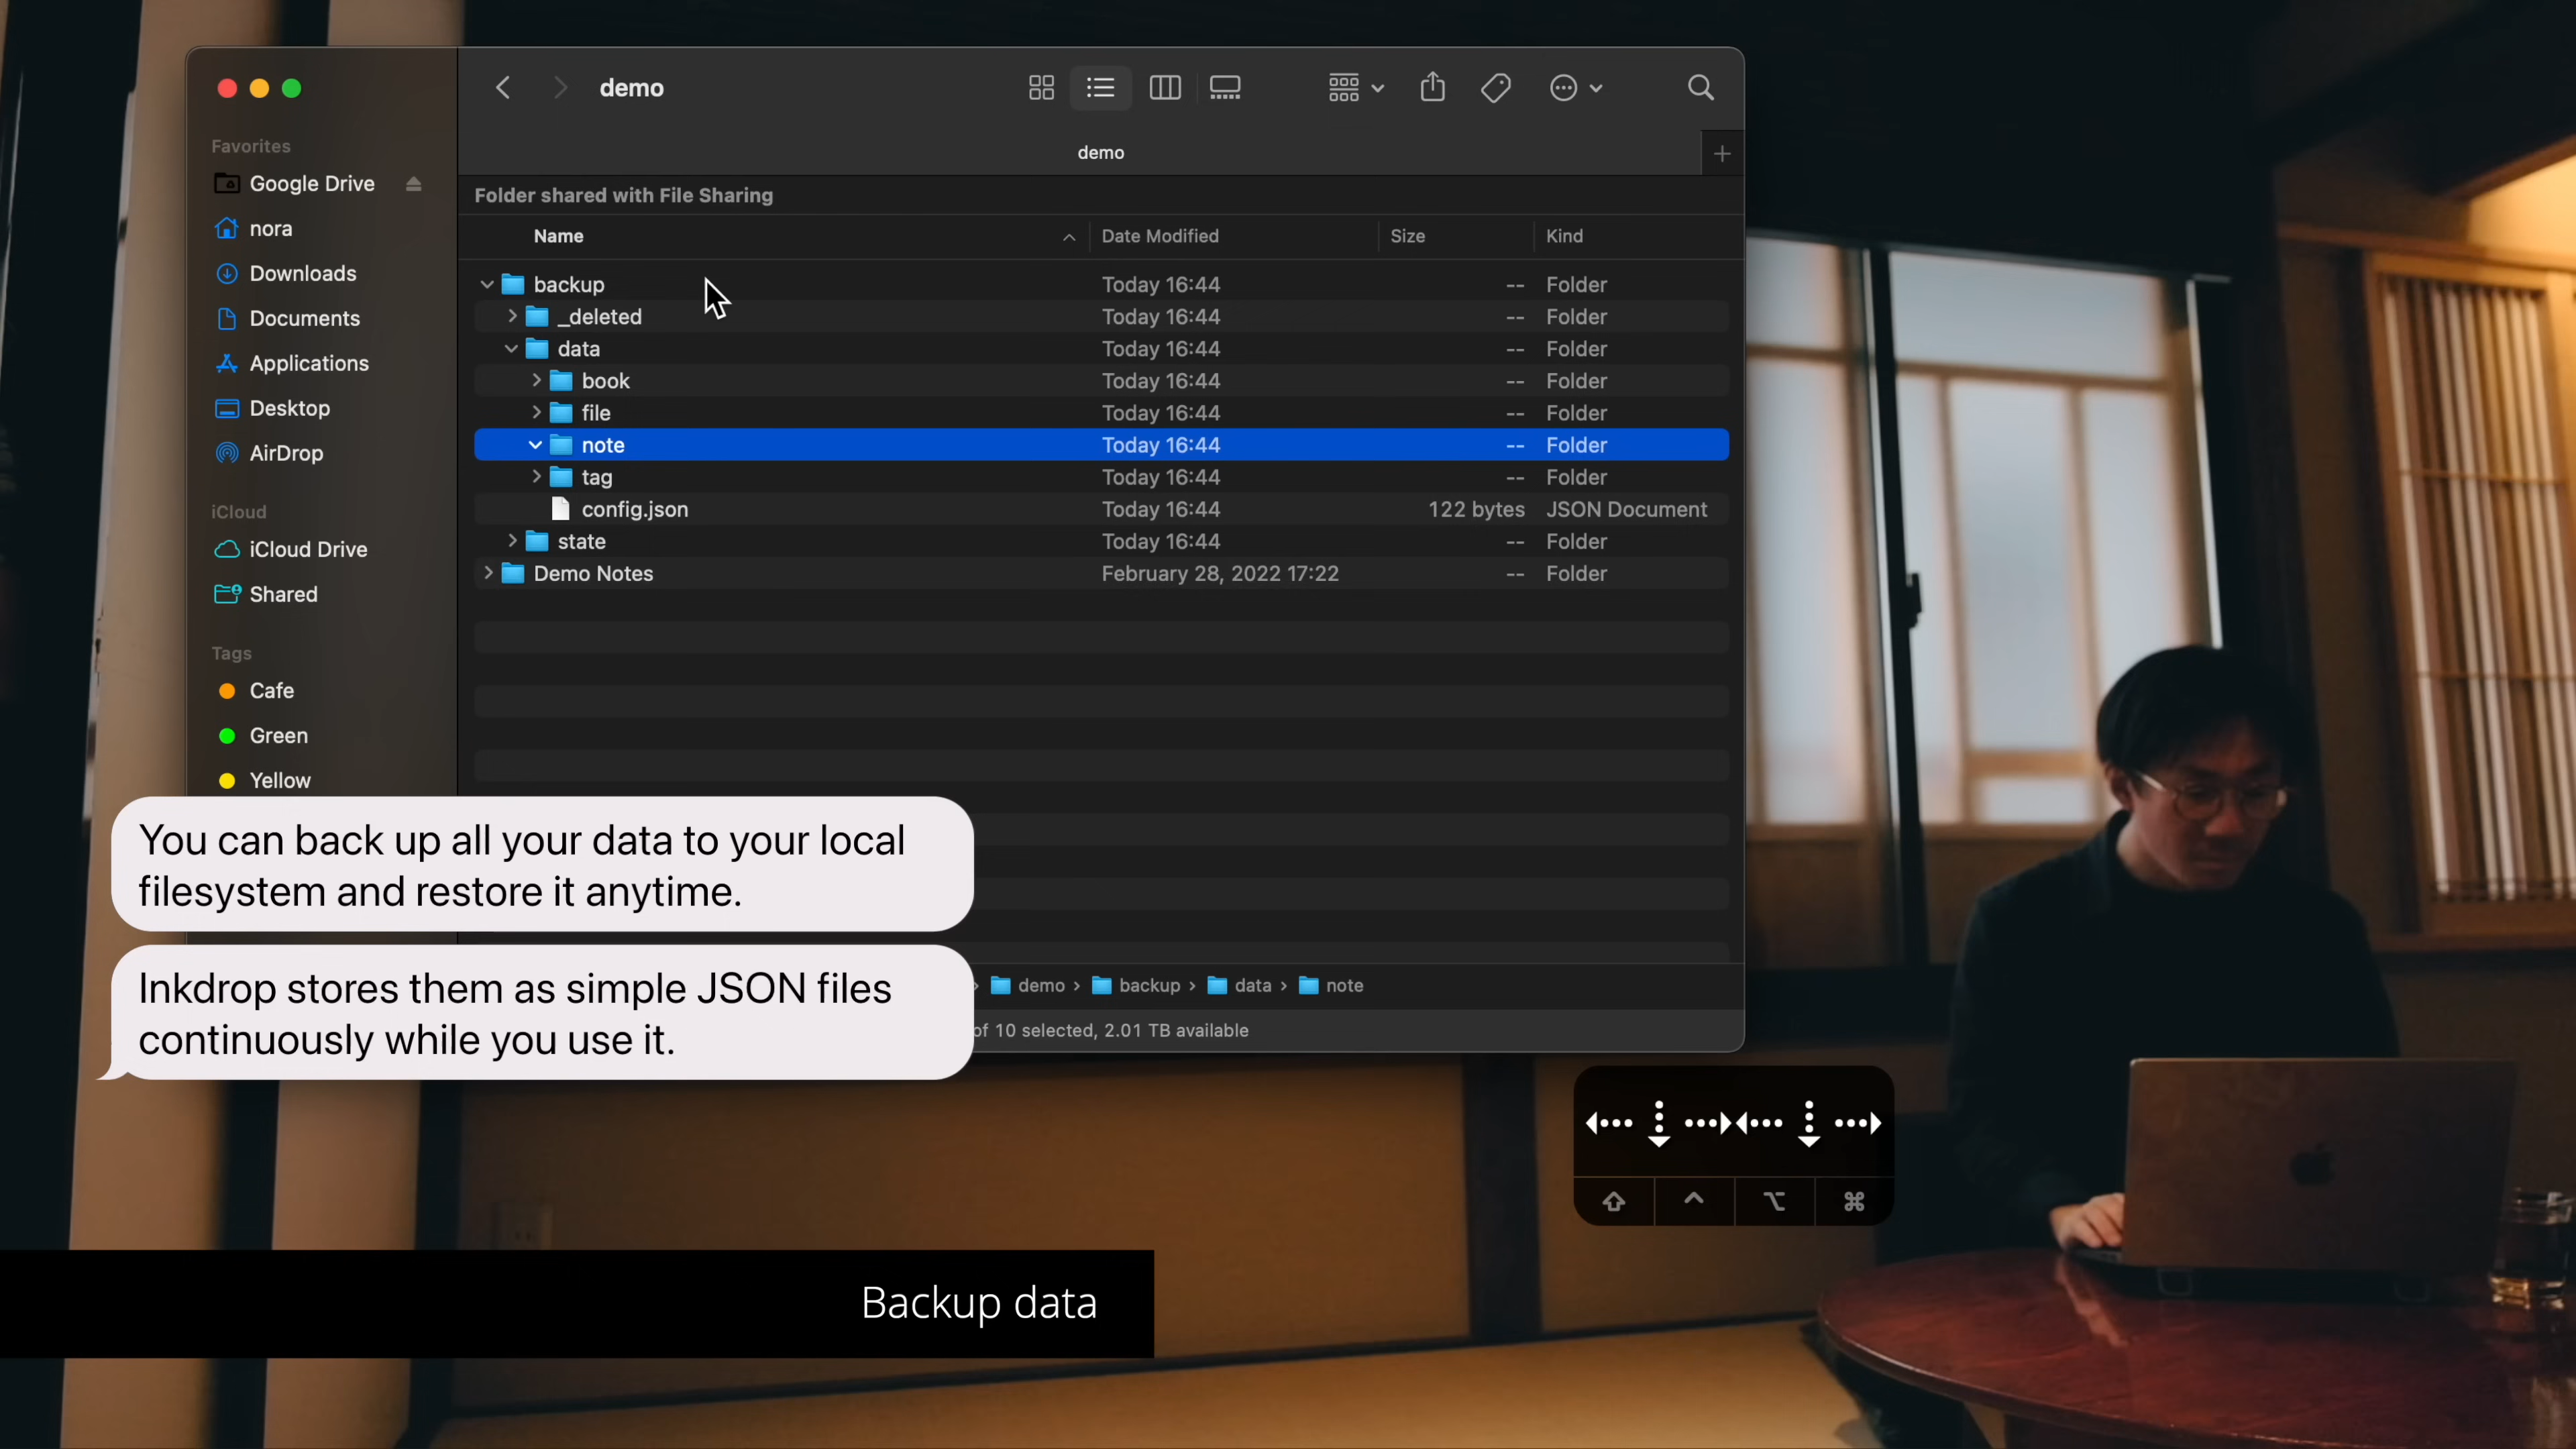 demo
demo
Folder shared with File Sharing
Name Date Modified Size Kind
Favorites
Google Drive
nora
Downloads
Documents
Applications
Desktop
AirDrop
iCloud
iCloud Drive
Shared
Tags
Cafe
Green
Yellow
backup Today 16:44 -- Folder
_deleted Today 16:44 -- Folder
data Today 16:44 -- Folder
book Today 16:44 -- Folder
file Today 16:44 -- Folder
note Today 16:44 -- Folder
tag Today 16:44 -- Folder
config.json Today 16:44 122 bytes JSON Document
state Today 16:44 -- Folder
Demo Notes February 28, 2022 17:22 -- Folder
You can back up all your data to your local
filesystem and restore it anytime.
Inkdrop stores them as simple JSON files
continuously while you use it.
demo › backup › data › note
of 10 selected, 2.01 TB available
Backup data